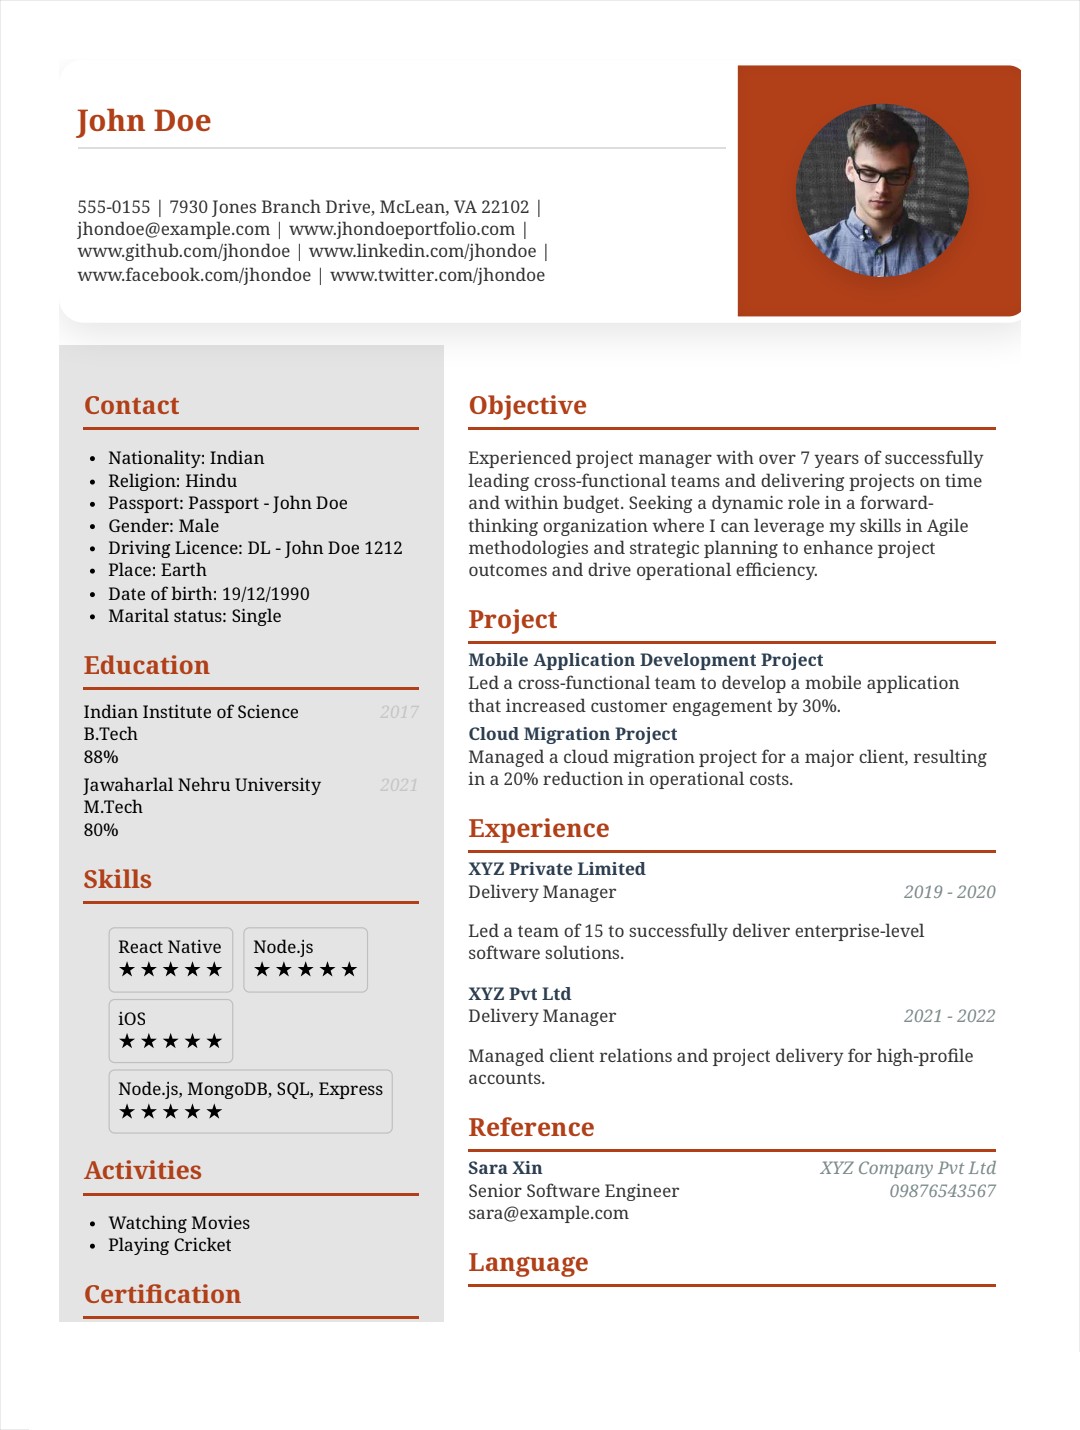 John Doe
555-0155 | 7930 Jones Branch Drive, McLean, VA 22102 |
jhondoe@example.com | www.jhondoeportfolio.com |
www.github.com/jhondoe | www.linkedin.com/jhondoe |
www.facebook.com/jhondoe | www.twitter.com/jhondoe
Contact
• Nationality: Indian
• Religion: Hindu
• Passport: Passport - John Doe
• Gender: Male
• Driving Licence: DL - John Doe 1212
• Place: Earth
• Date of birth: 19/12/1990
• Marital status: Single
Education
Indian Institute of Science 2017
B.Tech
88%
Jawaharlal Nehru University 2021
M.Tech
80%
Skills
React Native
★★★★★
Node.js
★★★★★
iOS
★★★★★
Node.js, MongoDB, SQL, Express
★★★★★
Activities
• Watching Movies
• Playing Cricket
Certification
Objective
Experienced project manager with over 7 years of successfully
leading cross-functional teams and delivering projects on time
and within budget. Seeking a dynamic role in a forward-
thinking organization where I can leverage my skills in Agile
methodologies and strategic planning to enhance project
outcomes and drive operational efficiency.
Project
Mobile Application Development Project
Led a cross-functional team to develop a mobile application
that increased customer engagement by 30%.
Cloud Migration Project
Managed a cloud migration project for a major client, resulting
in a 20% reduction in operational costs.
Experience
XYZ Private Limited
Delivery Manager 2019 - 2020
Led a team of 15 to successfully deliver enterprise-level
software solutions.
XYZ Pvt Ltd
Delivery Manager 2021 - 2022
Managed client relations and project delivery for high-profile
accounts.
Reference
Sara Xin XYZ Company Pvt Ltd
Senior Software Engineer 09876543567
sara@example.com
Language